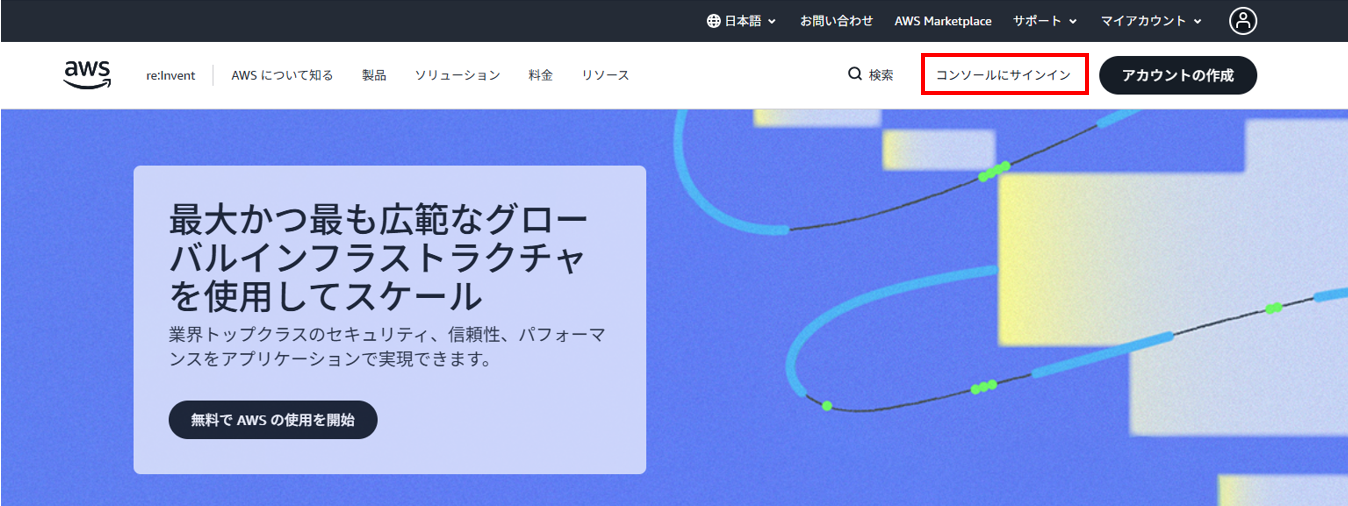 日本語 お問い合わせ AWS Marketplace サポート マイアカウント
aws re:Invent AWS について知る 製品 ソリューション 料金 リソース 検索 コンソールにサインイン アカウントの作成
最大かつ最も広範なグロー
バルインフラストラクチャ
を使用してスケール
業界トップクラスのセキュリティ、信頼性、パフォーマ
ンスをアプリケーションで実現できます。
無料で AWS の使用を開始